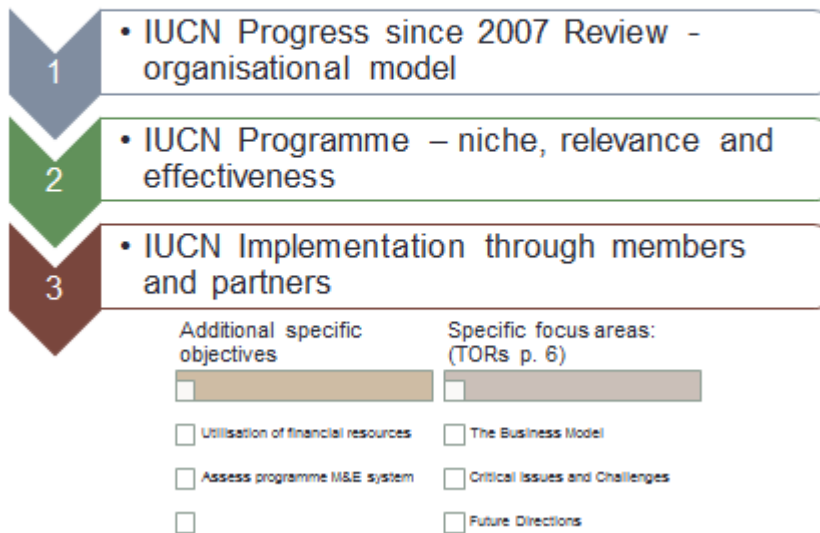 1
• IUCN Progress since 2007 Review -
organisational model
2
• IUCN Programme – niche, relevance and
effectiveness
3
• IUCN Implementation through members
and partners
Additional specific
objectives
Specific focus areas:
(TORs p. 6)
Utilisation of financial resources
The Business Model
Assess programme M&E system
Critical Issues and Challenges
Future Directions